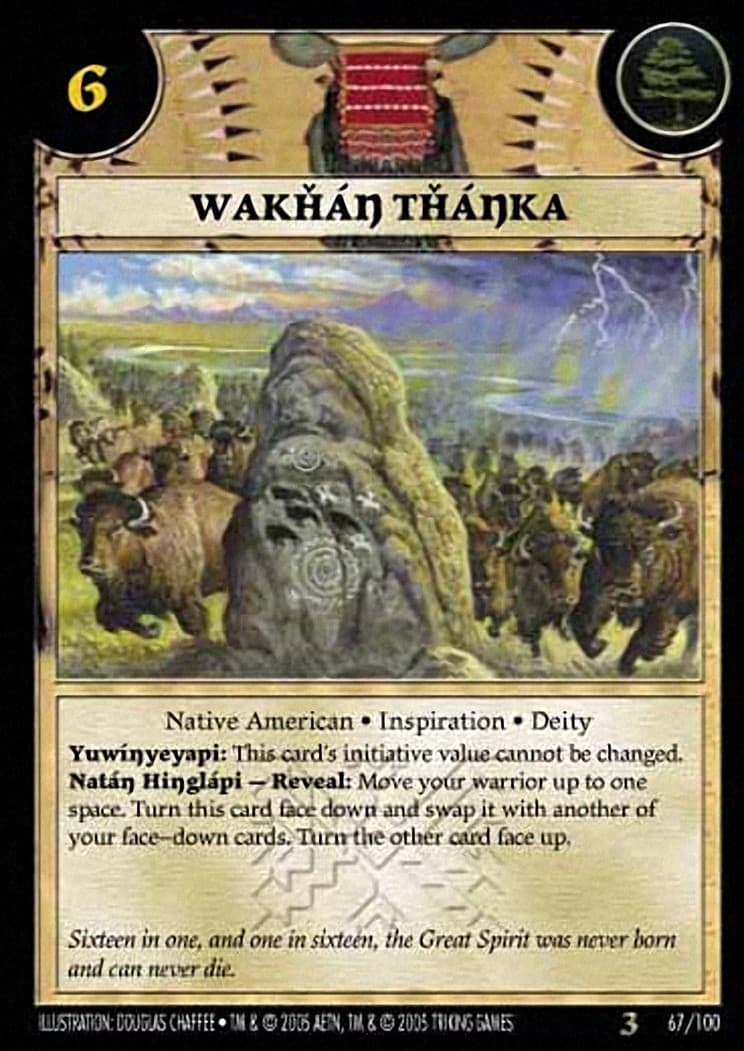 6
WAKȞÁŊ TȞÁŊKA
Native American • Inspiration • Deity
Yuwíŋyeyapi: This card's initiative value cannot be changed.
Natáŋ Hiŋglápi – Reveal: Move your warrior up to one
space. Turn this card face down and swap it with another of
your face–down cards. Turn the other card face up.
Sixteen in one, and one in sixteen, the Great Spirit was never born
and can never die.
ILLUSTRATION: DOUGLAS CHAFFEE • TM & © 2005 AETN, TM & © 2005 TRIKING GAMES 3 67/100